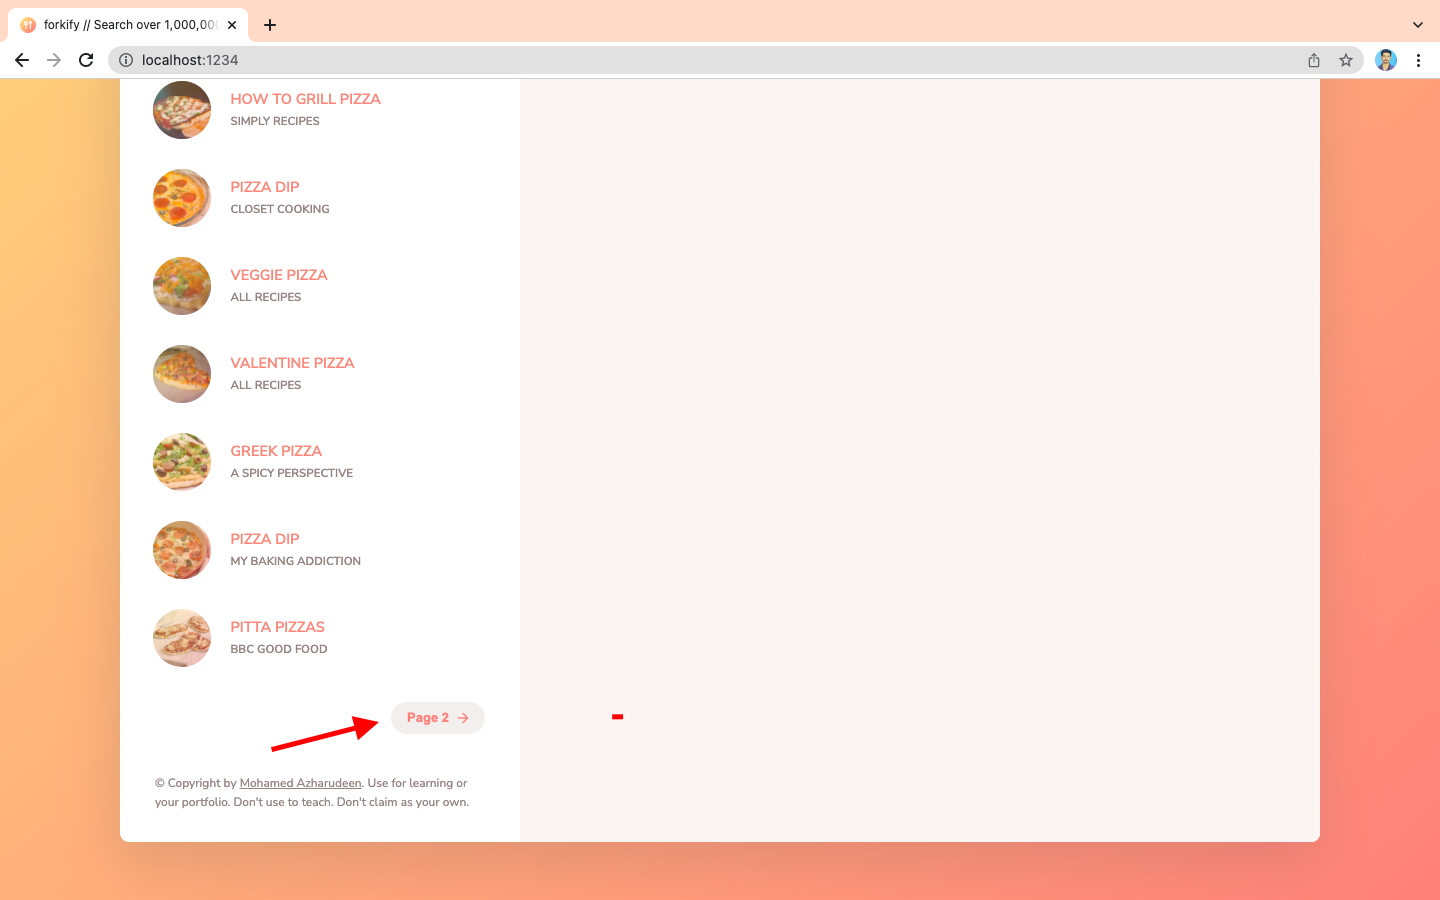 forkify // Search over 1,000,000
localhost:1234
HOW TO GRILL PIZZA
SIMPLY RECIPES
PIZZA DIP
CLOSET COOKING
VEGGIE PIZZA
ALL RECIPES
VALENTINE PIZZA
ALL RECIPES
GREEK PIZZA
A SPICY PERSPECTIVE
PIZZA DIP
MY BAKING ADDICTION
PITTA PIZZAS
BBC GOOD FOOD
Page 2 →
© Copyright by Mohamed Azharudeen. Use for learning or
your portfolio. Don't use to teach. Don't claim as your own.